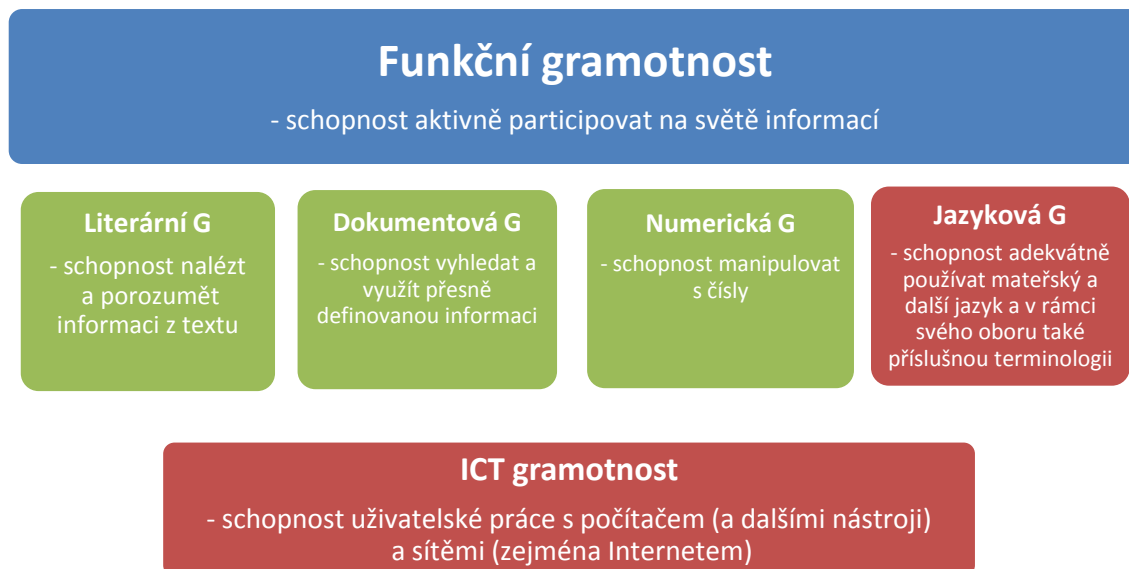 Funkční gramotnost
- schopnost aktivně participovat na světě informací
Literární G
- schopnost nalézt
a porozumět
informaci z textu
Dokumentová G
- schopnost vyhledat a
využít přesně
definovanou informaci
Numerická G
- schopnost manipulovat
s čísly
Jazyková G
- schopnost adekvátně
používat mateřský a
další jazyk a v rámci
svého oboru také
příslušnou terminologii
ICT gramotnost
- schopnost uživatelské práce s počítačem (a dalšími nástroji)
a sítěmi (zejména Internetem)